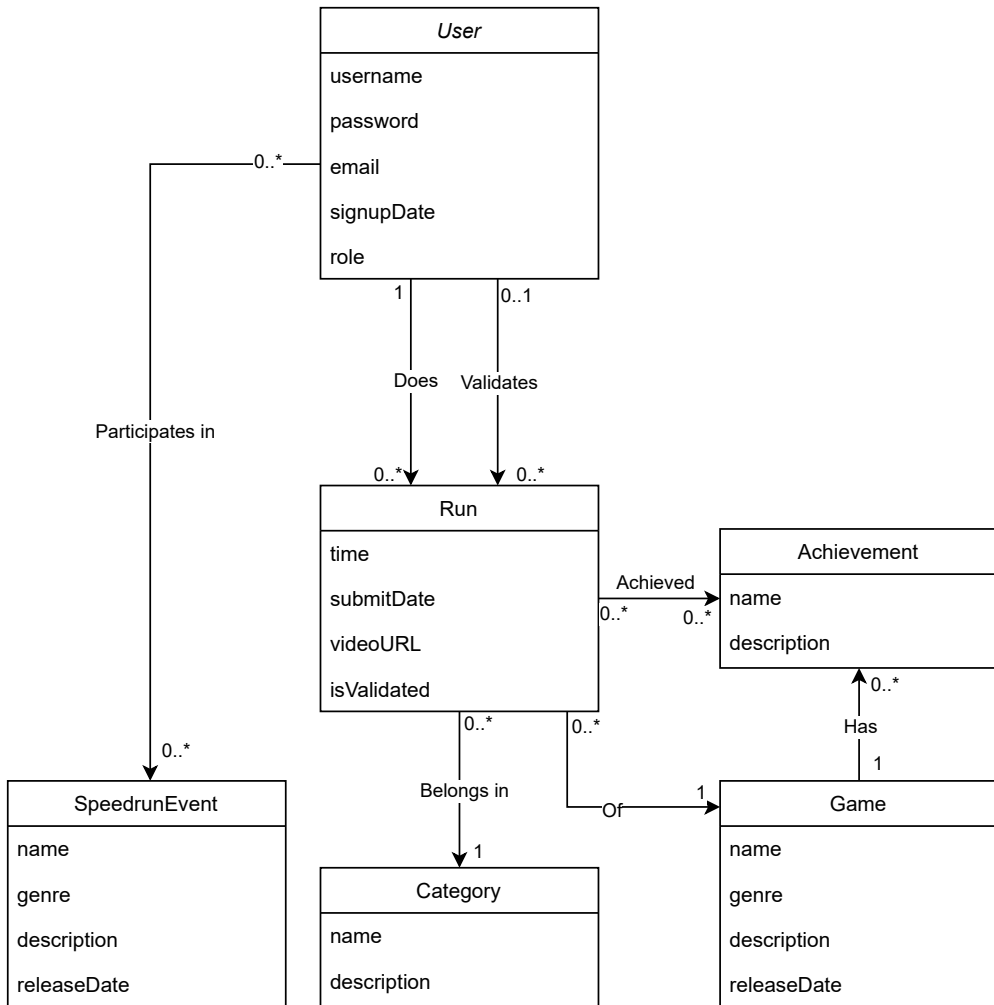 User
username
password
email
signupDate
role
0..*
1
0..1
Does
Validates
Participates in
0..*
0..*
Run
time
submitDate
videoURL
isValidated
Achieved
0..*
0..*
Achievement
name
description
0..*
Has
1
0..*
0..*
Belongs in
1
Of
1
0..*
SpeedrunEvent
name
genre
description
releaseDate
Category
name
description
Game
name
genre
description
releaseDate